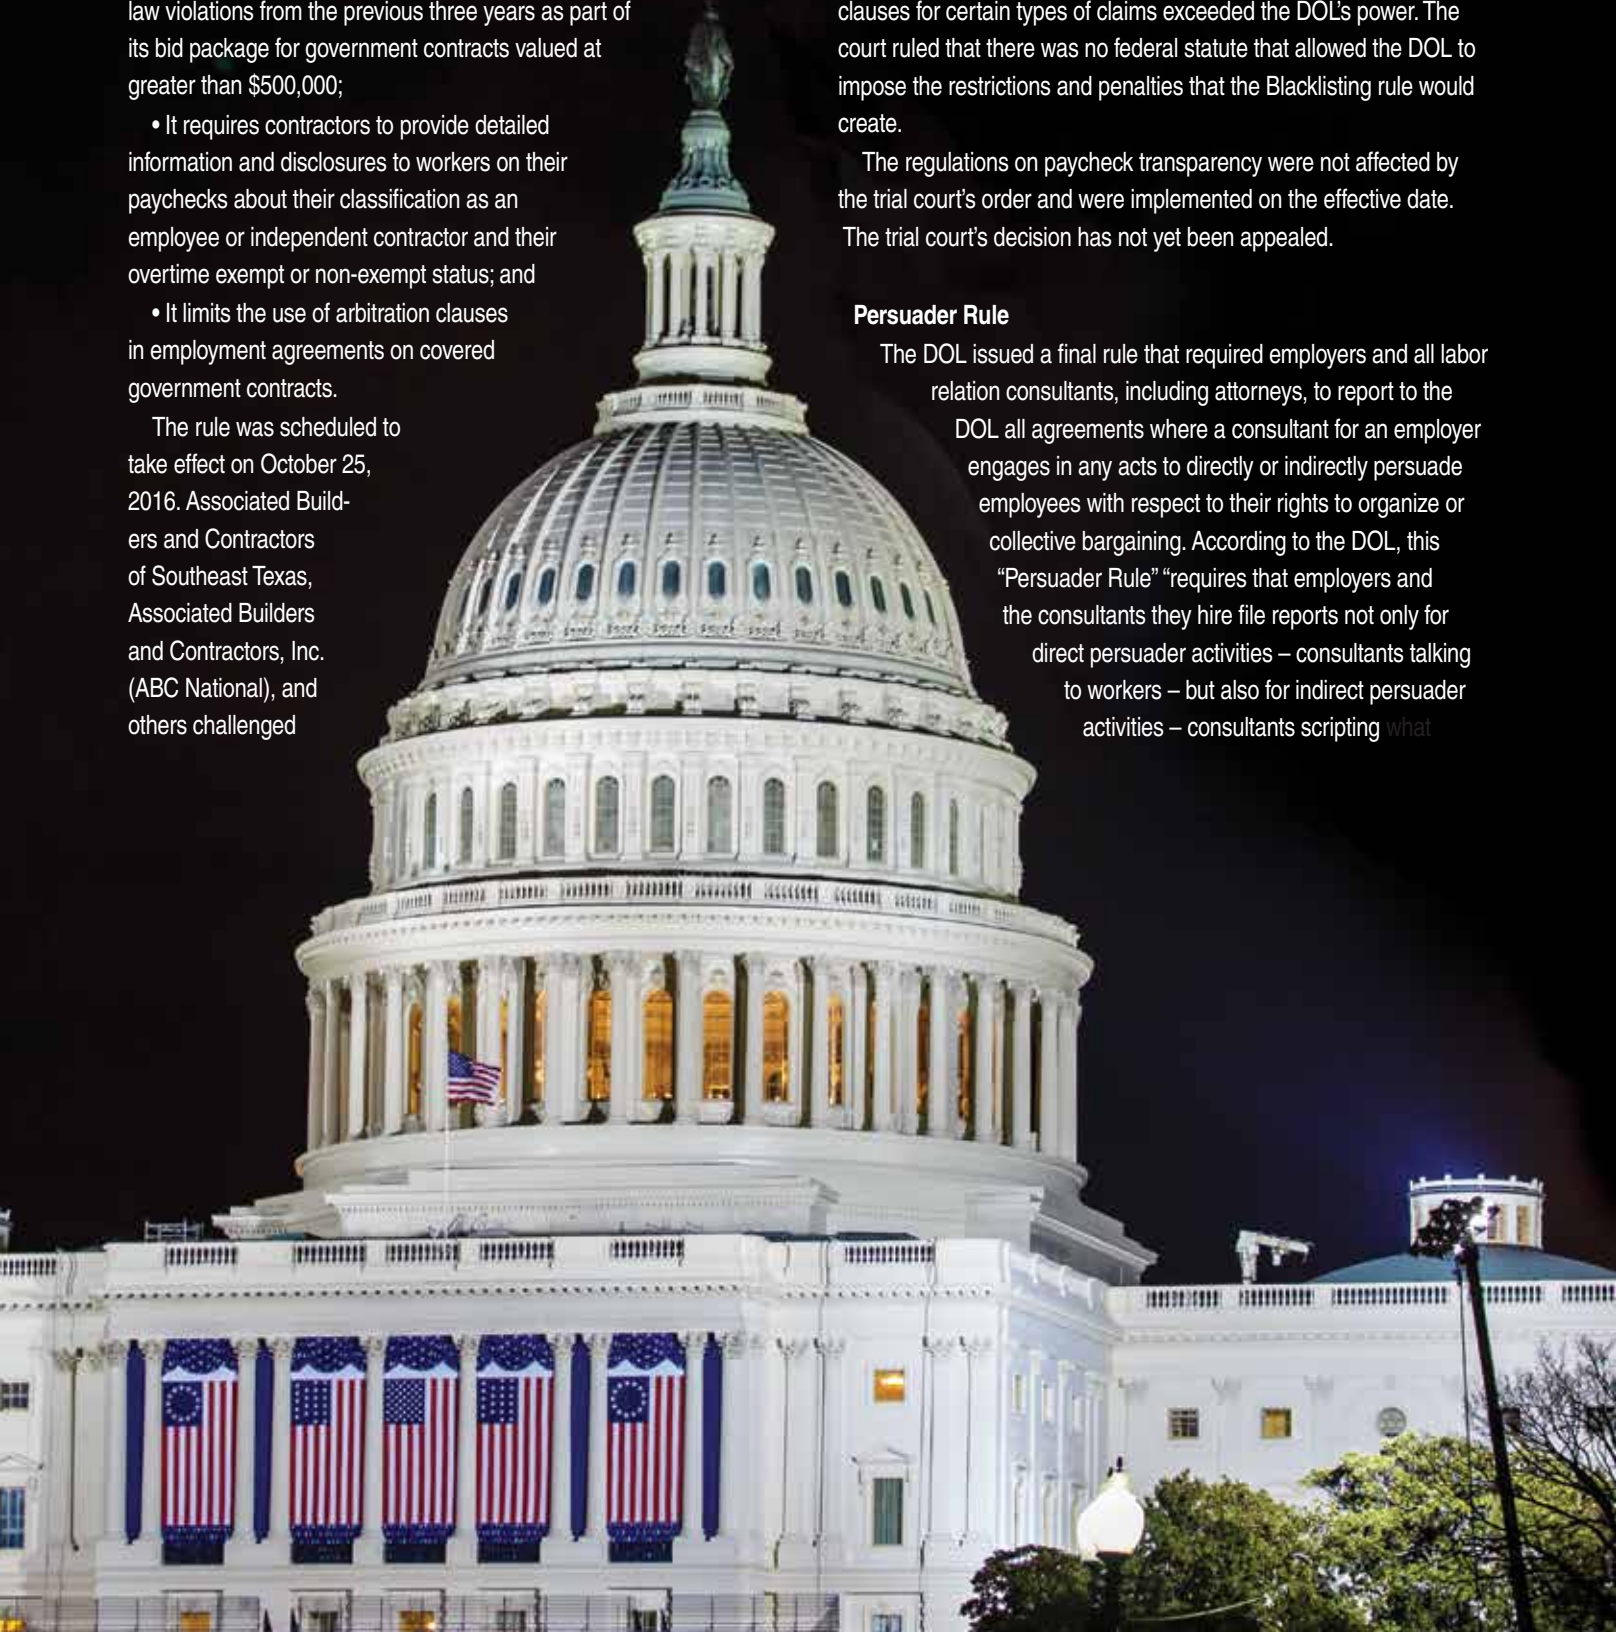 law violations from the previous three years as part of
its bid package for government contracts valued at
greater than $500,000;
• It requires contractors to provide detailed
information and disclosures to workers on their
paychecks about their classification as an
employee or independent contractor and their
overtime exempt or non-exempt status; and
• It limits the use of arbitration clauses
in employment agreements on covered
government contracts.
The rule was scheduled to
take effect on October 25,
2016. Associated Build-
ers and Contractors
of Southeast Texas,
Associated Builders
and Contractors, Inc.
(ABC National), and
others challenged
clauses for certain types of claims exceeded the DOL’s power. The
court ruled that there was no federal statute that allowed the DOL to
impose the restrictions and penalties that the Blacklisting rule would
create.
The regulations on paycheck transparency were not affected by
the trial court’s order and were implemented on the effective date.
The trial court’s decision has not yet been appealed.
Persuader Rule
The DOL issued a final rule that required employers and all labor
relation consultants, including attorneys, to report to the
DOL all agreements where a consultant for an employer
engages in any acts to directly or indirectly persuade
employees with respect to their rights to organize or
collective bargaining. According to the DOL, this
“Persuader Rule” “requires that employers and
the consultants they hire file reports not only for
direct persuader activities – consultants talking
to workers – but also for indirect persuader
activities – consultants scripting what